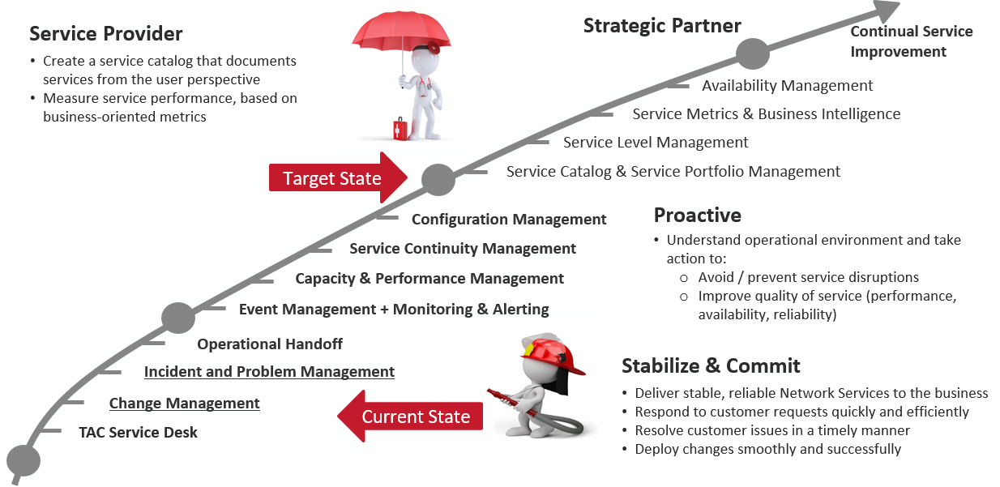 Service Provider
• Create a service catalog that documents
services from the user perspective
• Measure service performance, based on
business-oriented metrics
Strategic Partner
Continual Service
Improvement
Availability Management
Service Metrics & Business Intelligence
Service Level Management
Service Catalog & Service Portfolio Management
Target State
Configuration Management
Service Continuity Management
Capacity & Performance Management
Event Management + Monitoring & Alerting
Operational Handoff
Incident and Problem Management
Change Management
TAC Service Desk
Current State
Proactive
• Understand operational environment and take
action to:
o Avoid / prevent service disruptions
o Improve quality of service (performance,
availability, reliability)
Stabilize & Commit
• Deliver stable, reliable Network Services to the business
• Respond to customer requests quickly and efficiently
• Resolve customer issues in a timely manner
• Deploy changes smoothly and successfully